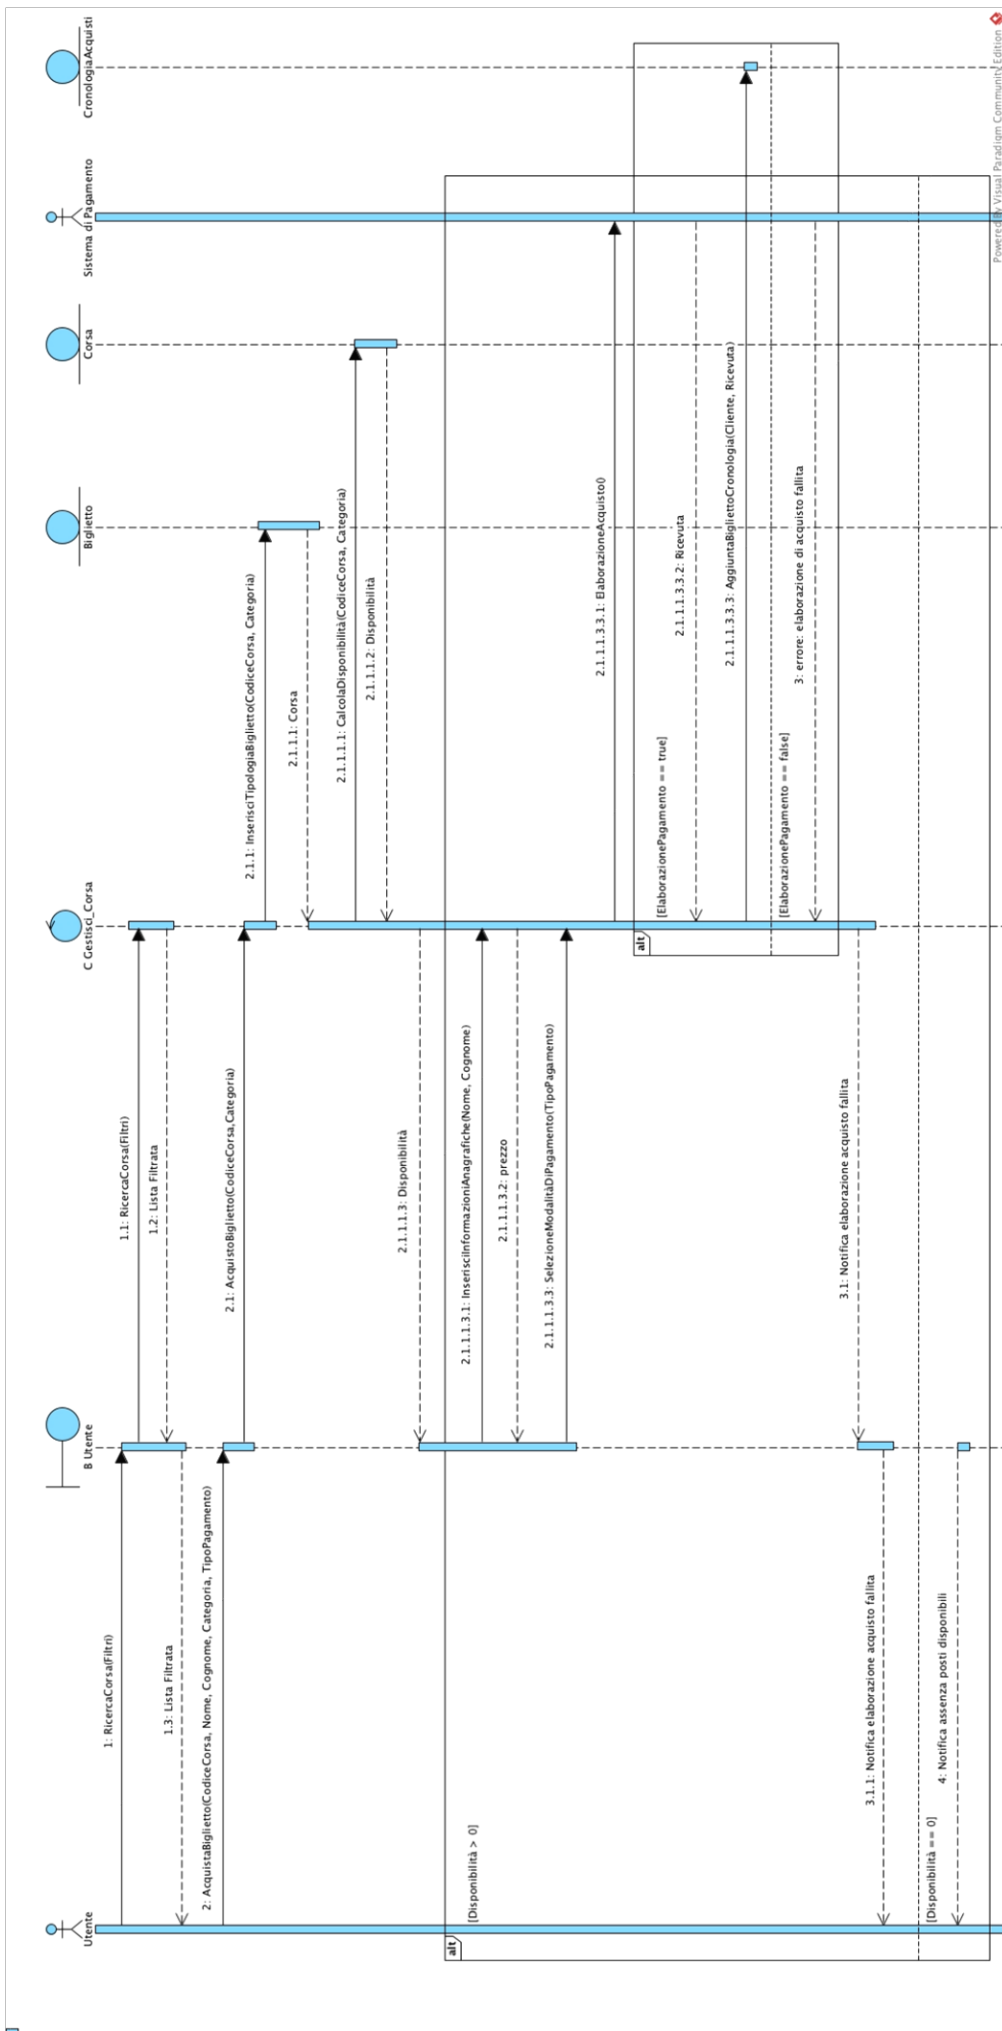 Utente
B Utente
C Gestisci_Corsa
Biglietto
Corsa
Sistema di Pagamento
CronologiaAcquisti
1: RicercaCorsa(Filtri)
1.1: RicercaCorsa(Filtri)
1.2: Lista Filtrata
1.3: Lista Filtrata
2: AcquistaBiglietto(CodiceCorsa, Nome, Cognome, Categoria, TipoPagamento)
2.1: AcquistoBiglietto(CodiceCorsa,Categoria)
2.1.1: InserisciTipologiaBiglietto(CodiceCorsa, Categoria)
2.1.1.1: Corsa
2.1.1.1.1: CalcolaDisponibilità(CodiceCorsa, Categoria)
2.1.1.1.2: Disponibilità
2.1.1.1.3: Disponibilità
alt
[Disponibilità > 0]
2.1.1.1.3.1: InserisciInformazioniAnagrafiche(Nome, Cognome)
2.1.1.1.3.2: prezzo
2.1.1.1.3.3: SelezioneModalitàDiPagamento(TipoPagamento)
2.1.1.1.3.3.1: ElaborazioneAcquisto()
alt
[ElaborazionePagamento == true]
2.1.1.1.3.3.2: Ricevuta
2.1.1.1.3.3.3: AggiuntaBigliettoCronologia(Cliente, Ricevuta)
[ElaborazionePagamento == false]
3: errore: elaborazione di acquisto fallita
3.1: Notifica elaborazione acquisto fallita
3.1.1: Notifica elaborazione acquisto fallita
[Disponibilità == 0]
4: Notifica assenza posti disponibili
Powered By Visual Paradigm Community Edition